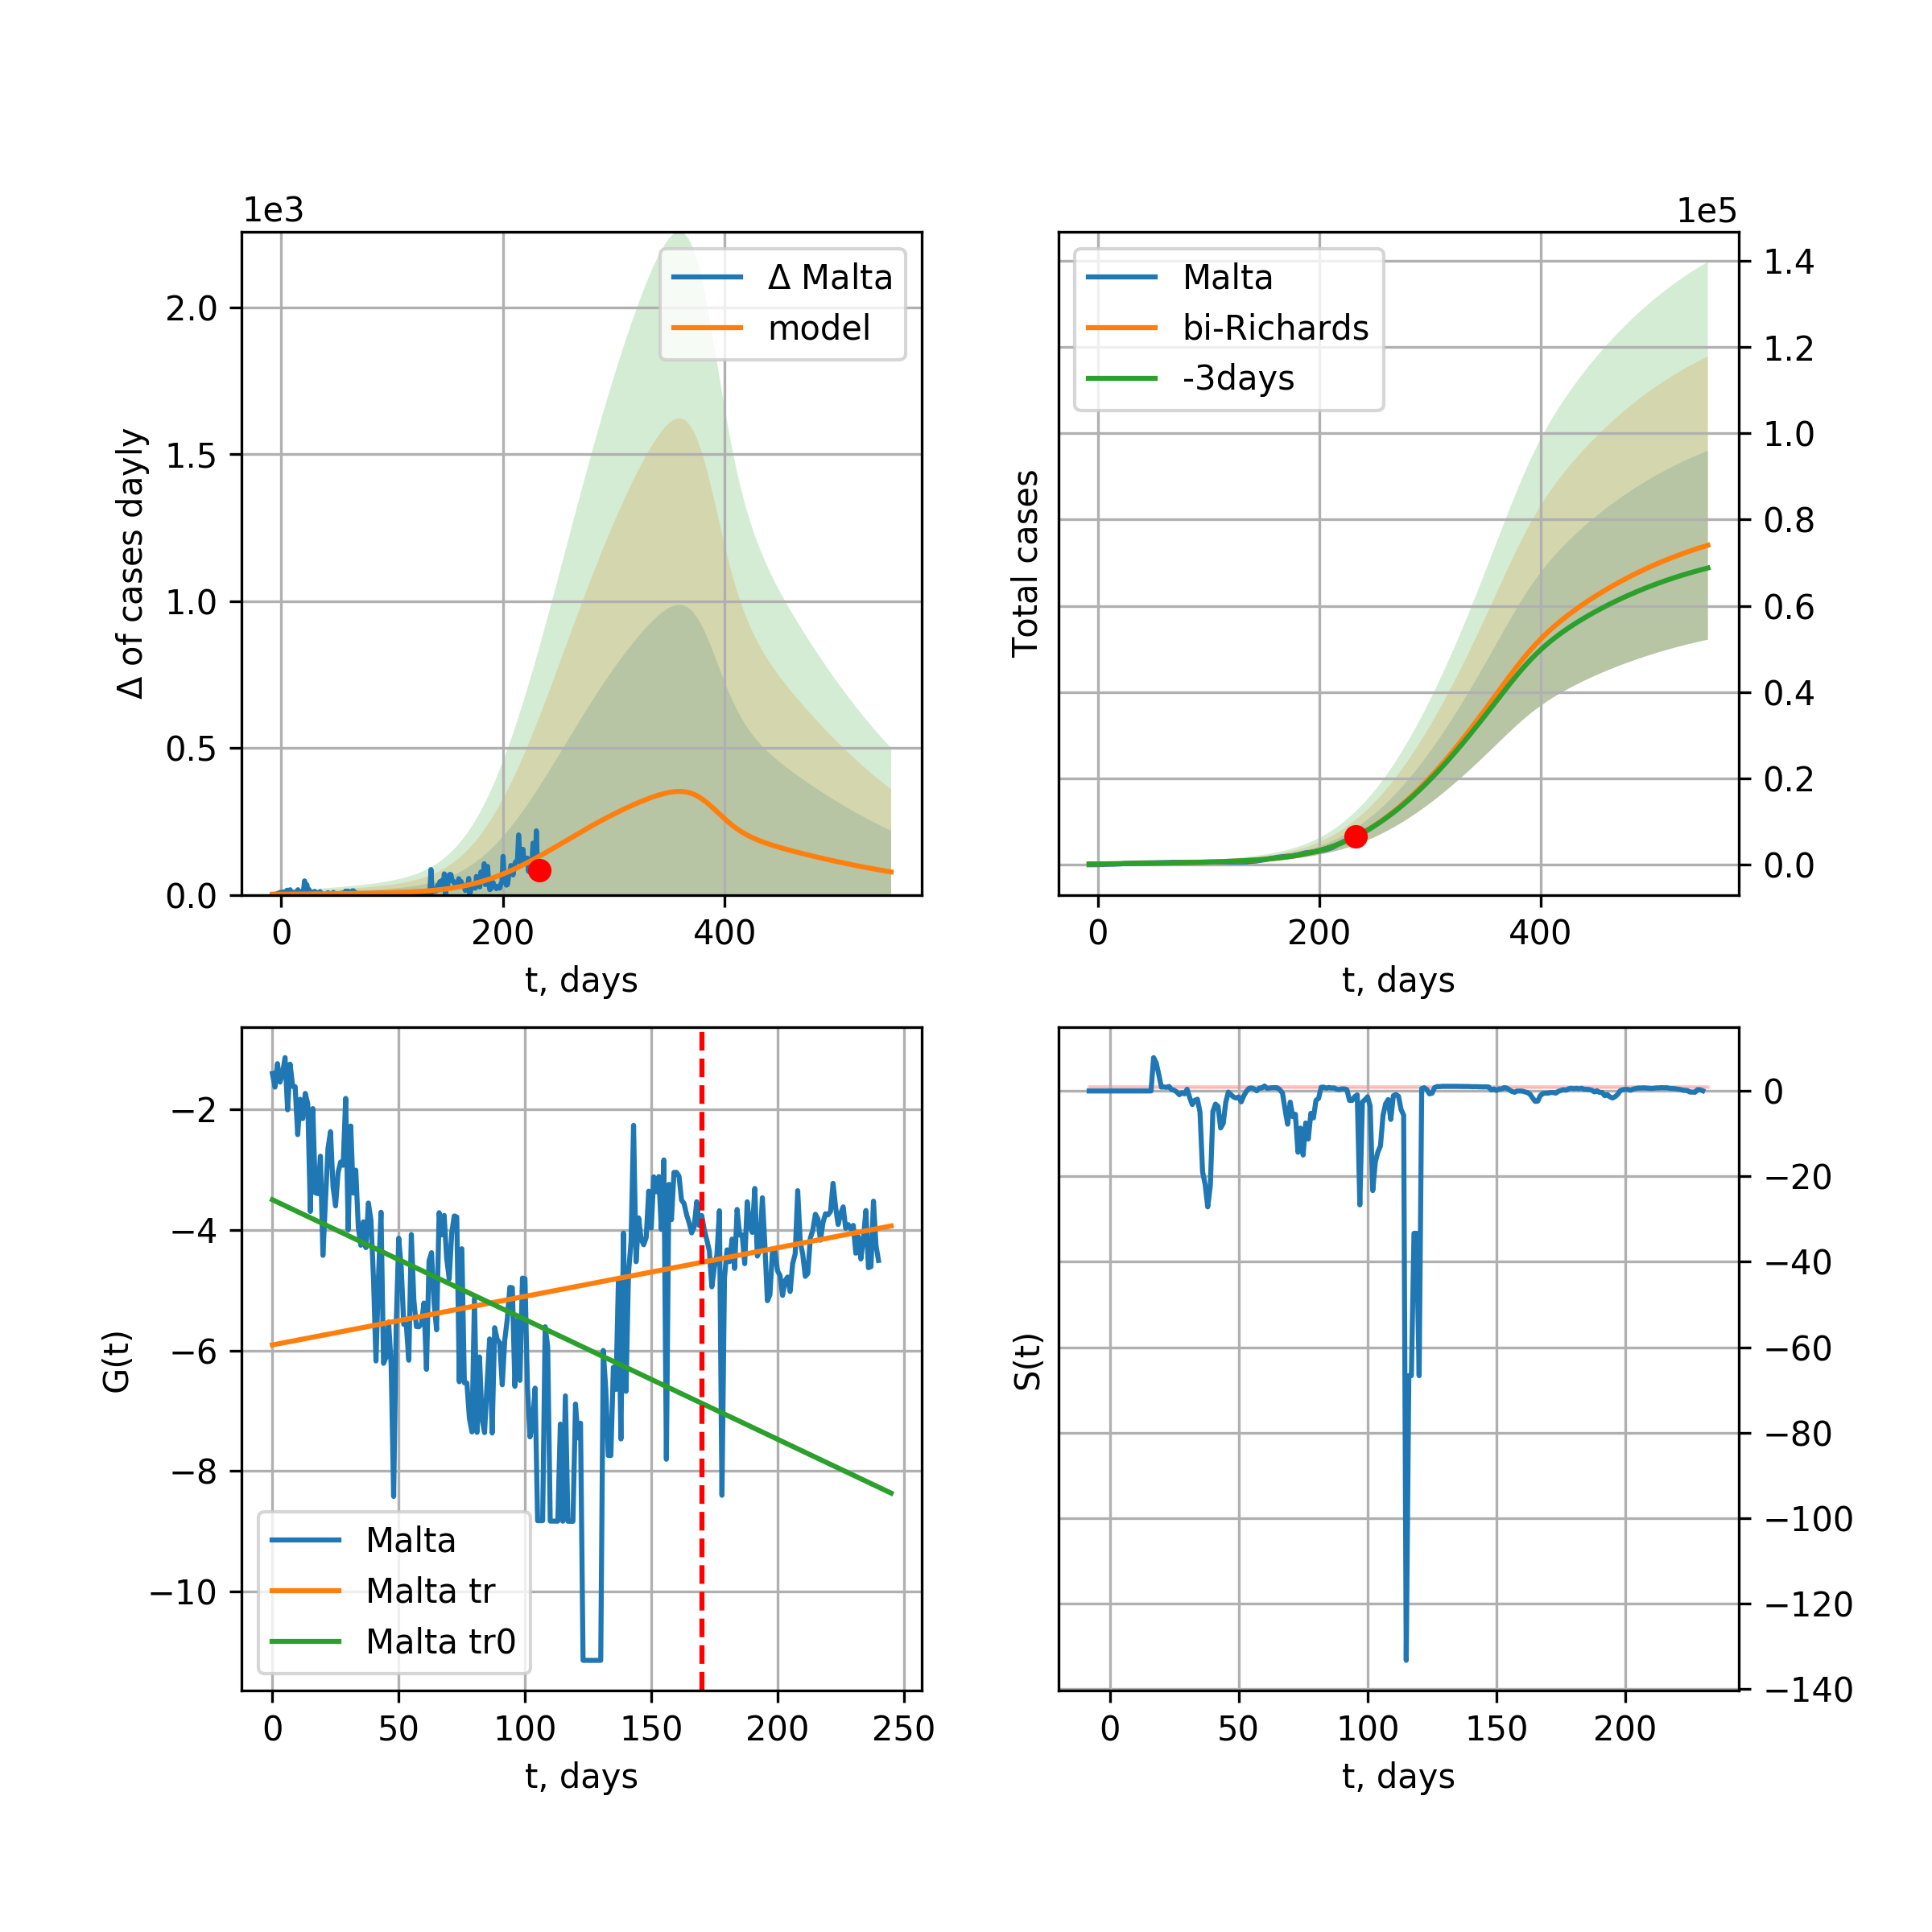 1e3
Δ of cases dayly
2.0
1.5
1.0
0.5
0.0
Δ Malta
model
0 200 400
t, days
1e5
Total cases
Malta
bi-Richards
-3days
1.4
1.2
1.0
0.8
0.6
0.4
0.2
0.0
0 200 400
t, days
G(t)
−2
−4
−6
−8
−10
Malta
Malta tr
Malta tr0
0 50 100 150 200 250
t, days
S(t)
0
−20
−40
−60
−80
−100
−120
−140
0 50 100 150 200
t, days